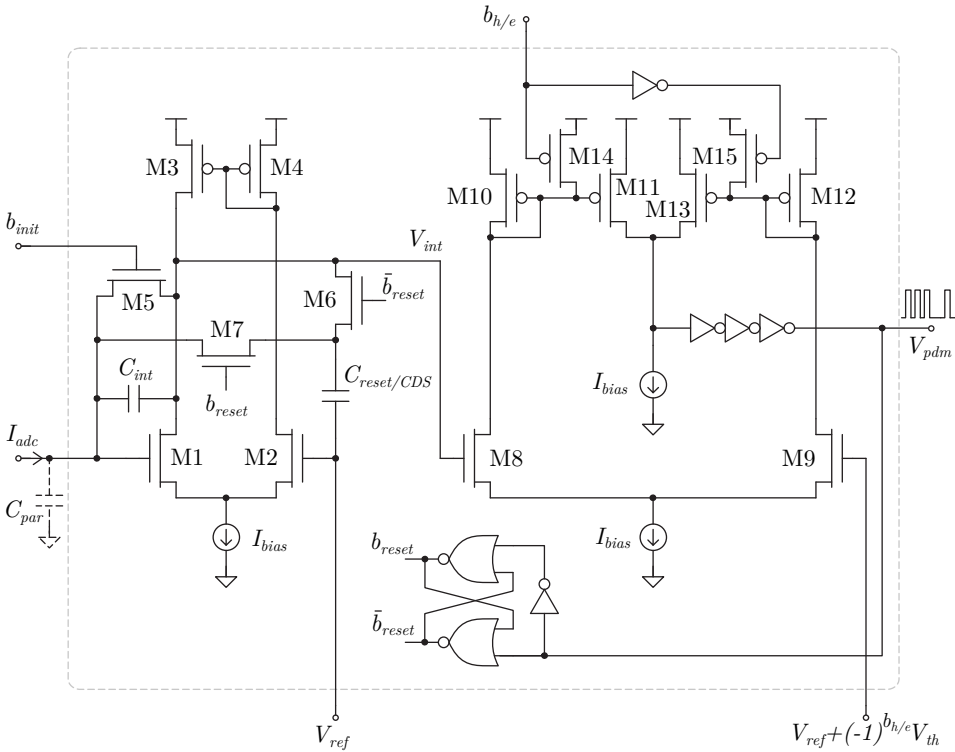 b_{h/e}
M3
M4
M14
M15
M10
M11
M13
M12
b_{init}
V_{int}
M5
M6
b̄_{reset}
M7
C_{int}
C_{reset/CDS}
b_{reset}
V_{pdm}
I_{bias}
I_{adc}
M1
M2
M8
M9
C_{par}
I_{bias}
I_{bias}
b_{reset}
b̄_{reset}
V_{ref}
V_{ref}+(-1)^{b_{h/e}}V_{th}